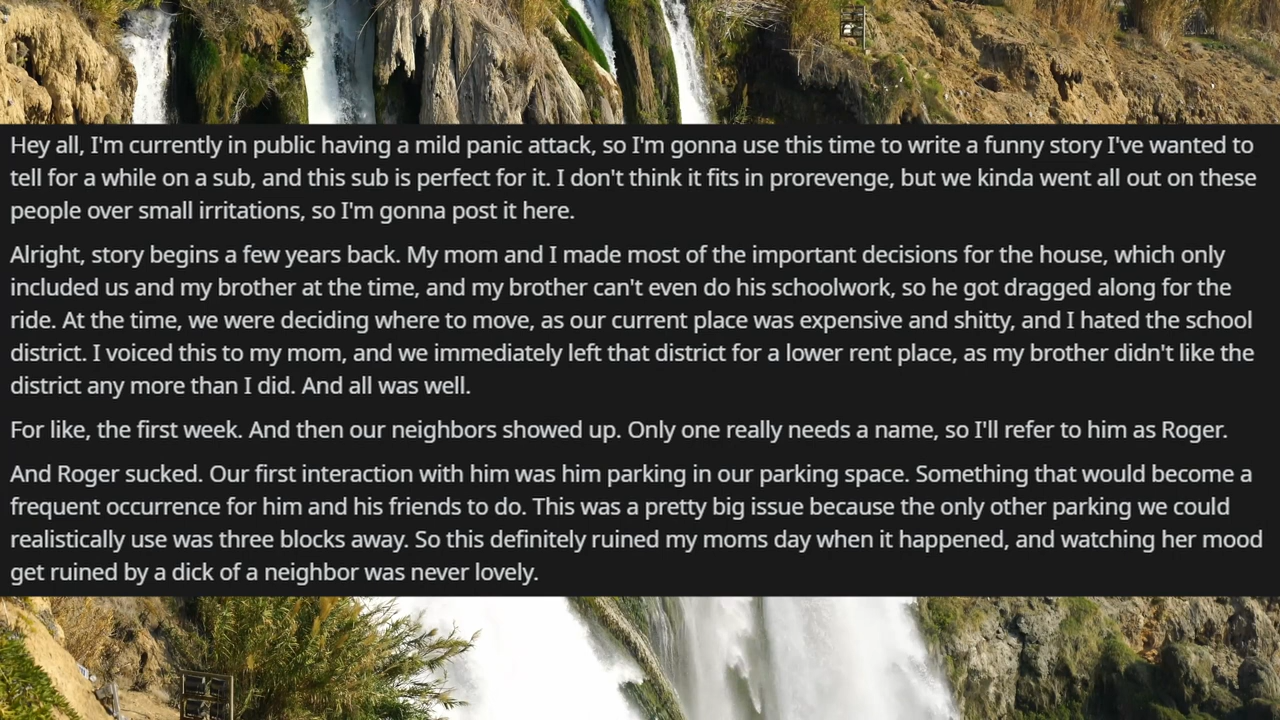 Hey all, I'm currently in public having a mild panic attack, so I'm gonna use this time to write a funny story I've wanted to
tell for a while on a sub, and this sub is perfect for it. I don't think it fits in prorevenge, but we kinda went all out on these
people over small irritations, so I'm gonna post it here.
Alright, story begins a few years back. My mom and I made most of the important decisions for the house, which only
included us and my brother at the time, and my brother can't even do his schoolwork, so he got dragged along for the
ride. At the time, we were deciding where to move, as our current place was expensive and shitty, and I hated the school
district. I voiced this to my mom, and we immediately left that district for a lower rent place, as my brother didn't like the
district any more than I did. And all was well.
For like, the first week. And then our neighbors showed up. Only one really needs a name, so I'll refer to him as Roger.
And Roger sucked. Our first interaction with him was him parking in our parking space. Something that would become a
frequent occurrence for him and his friends to do. This was a pretty big issue because the only other parking we could
realistically use was three blocks away. So this definitely ruined my moms day when it happened, and watching her mood
get ruined by a dick of a neighbor was never lovely.